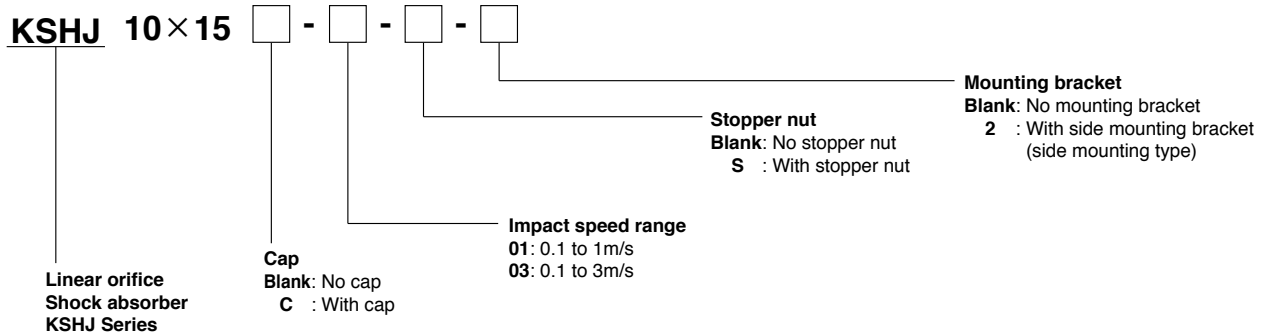 KSHJ 10×15 - - -
Mounting bracket
Blank: No mounting bracket
2 : With side mounting bracket
(side mounting type)
Stopper nut
Blank: No stopper nut
S : With stopper nut
Impact speed range
01: 0.1 to 1m/s
03: 0.1 to 3m/s
Cap
Blank: No cap
C : With cap
Linear orifice
Shock absorber
KSHJ Series